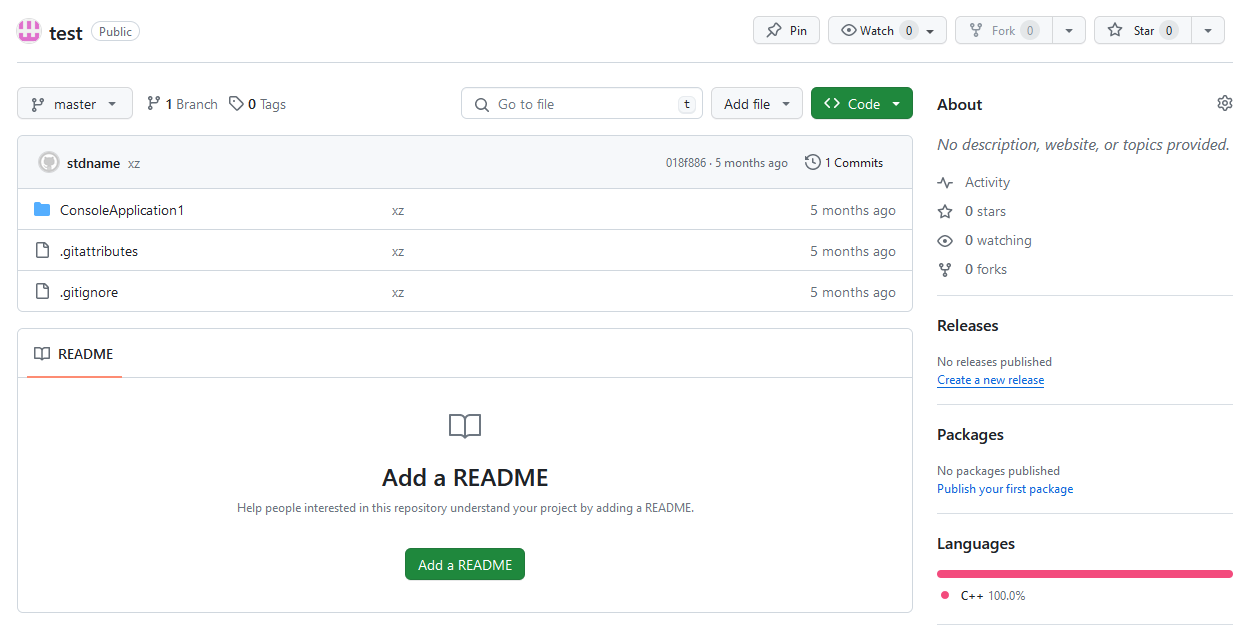 test Public Pin Watch 0 Fork 0 Star 0
master 1 Branch 0 Tags Go to file t Add file <> Code
stdname xz 018f886 · 5 months ago 1 Commits
ConsoleApplication1 xz 5 months ago
.gitattributes xz 5 months ago
.gitignore xz 5 months ago
README
Add a README
Help people interested in this repository understand your project by adding a README.
Add a README
About
No description, website, or topics provided.
Activity
0 stars
0 watching
0 forks
Releases
No releases published
Create a new release
Packages
No packages published
Publish your first package
Languages
C++ 100.0%